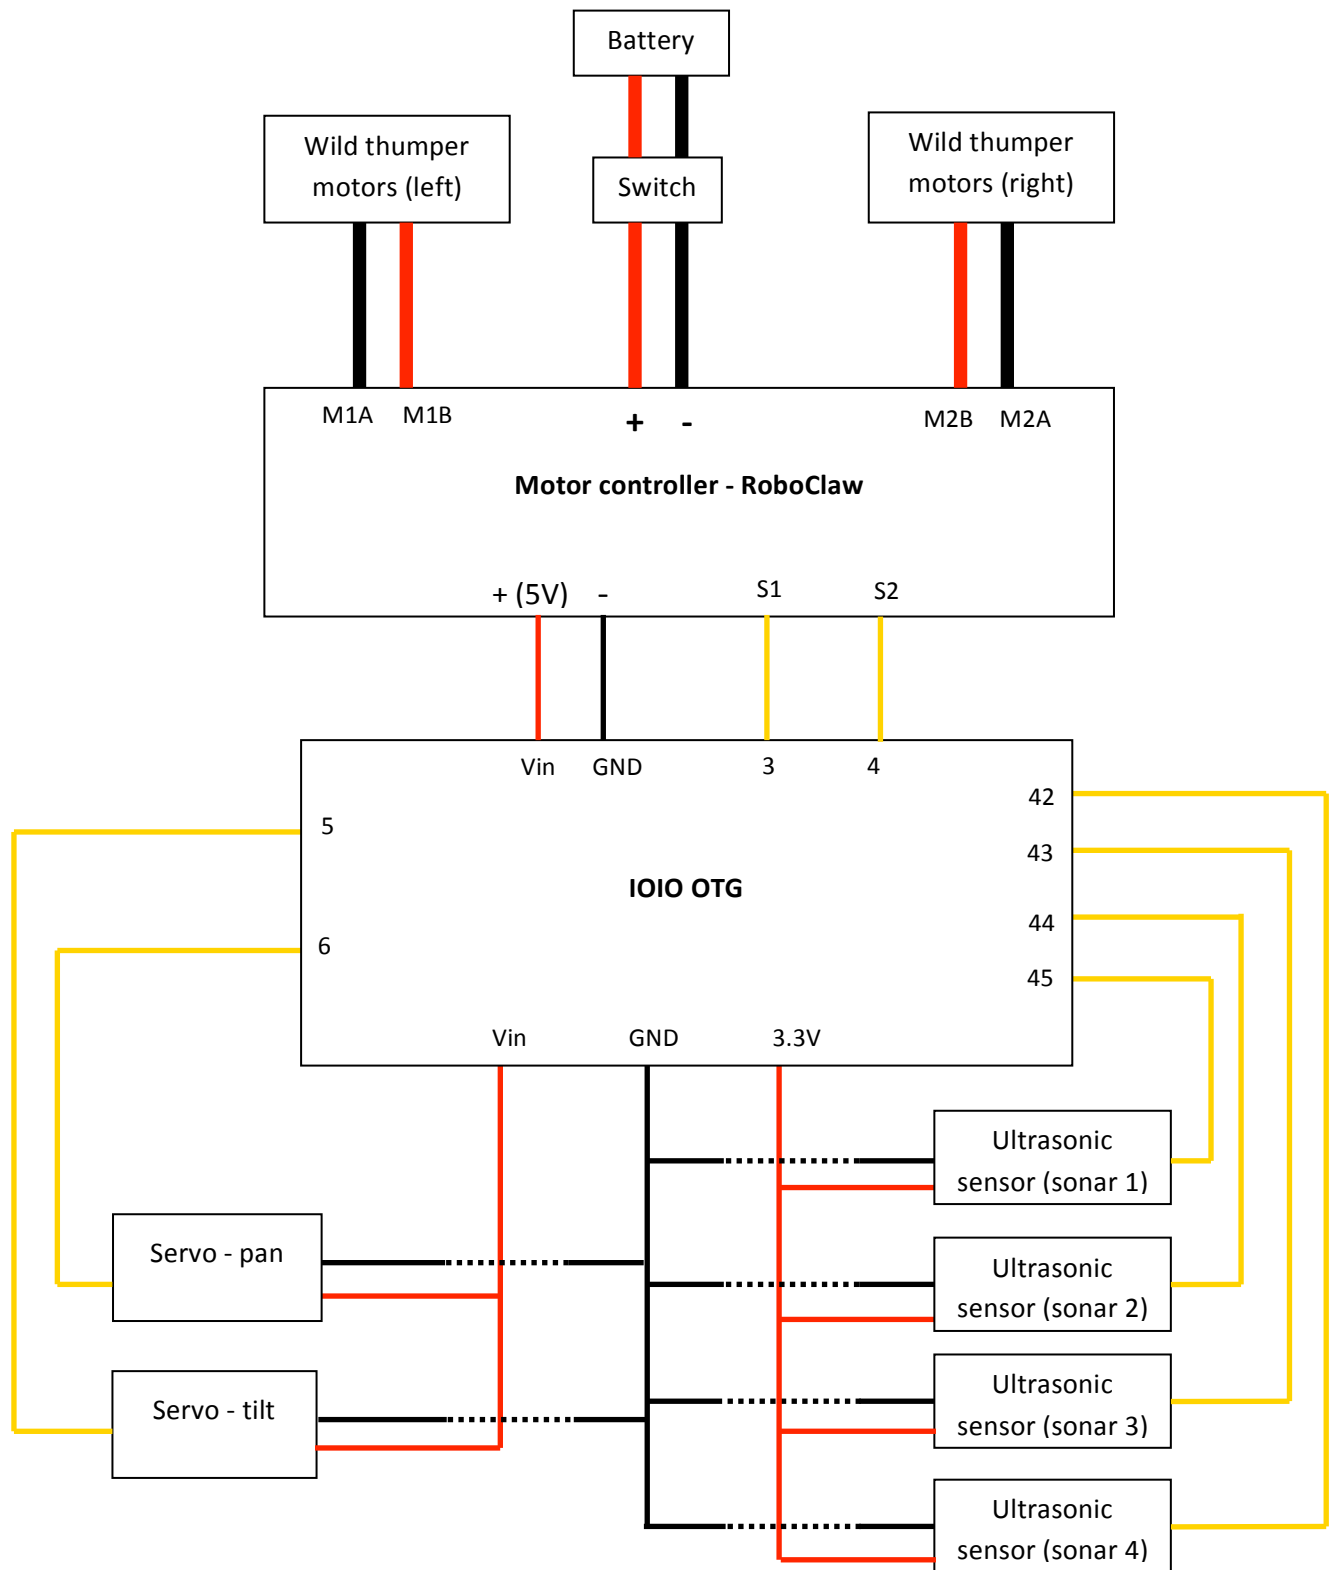 Battery
Wild thumper
motors (left)
Switch
Wild thumper
motors (right)
M1A
M1B
+
-
M2B
M2A
Motor controller - RoboClaw
+ (5V)
-
S1
S2
Vin
GND
3
4
42
5
43
IOIO OTG
44
6
45
Vin
GND
3.3V
Ultrasonic
sensor (sonar 1)
Servo - pan
Ultrasonic
sensor (sonar 2)
Servo - tilt
Ultrasonic
sensor (sonar 3)
Ultrasonic
sensor (sonar 4)